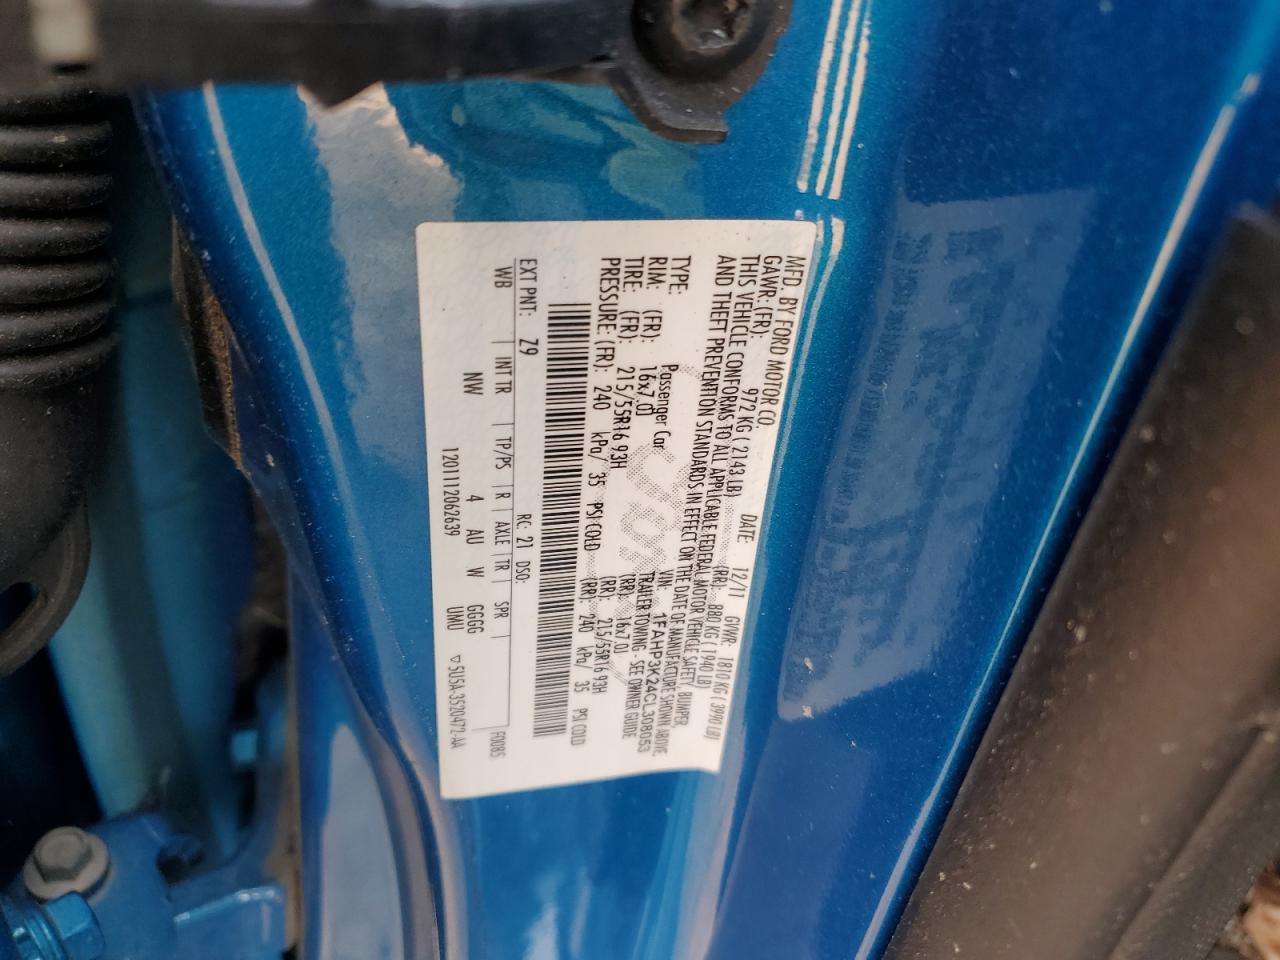 MFD. BY FORD MOTOR CO.
DATE: 12/11 GVWR: 1810 KG ( 3990 LB)
GAWR: (FR): 972 KG ( 2143 LB) (RR): 880 KG ( 1940 LB)
THIS VEHICLE CONFORMS TO ALL APPLICABLE FEDERAL MOTOR VEHICLE SAFETY, BUMPER,
AND THEFT PREVENTION STANDARDS IN EFFECT ON THE DATE OF MANUFACTURE SHOWN ABOVE.
VIN: 1FAHP3K24CL308053
TYPE: Passenger Car TRAILER TOWING - SEE OWNER GUIDE
RIM: (FR): 16x7.0J (RR): 16x7.0J
TIRE: (FR): 215/55R16 93H (RR): 215/55R16 93H
PRESSURE: (FR): 240 kPa/ 35 PSI COLD (RR): 240 kPa/ 35 PSI COLD
EXT PNT: Z9 RC: 21 DSO: F0085
WB INT TR TP/PS R AXLE TR SPR
NW 4 AU W GGGG
1201112062639 UMU 5U5A-3520472-AA